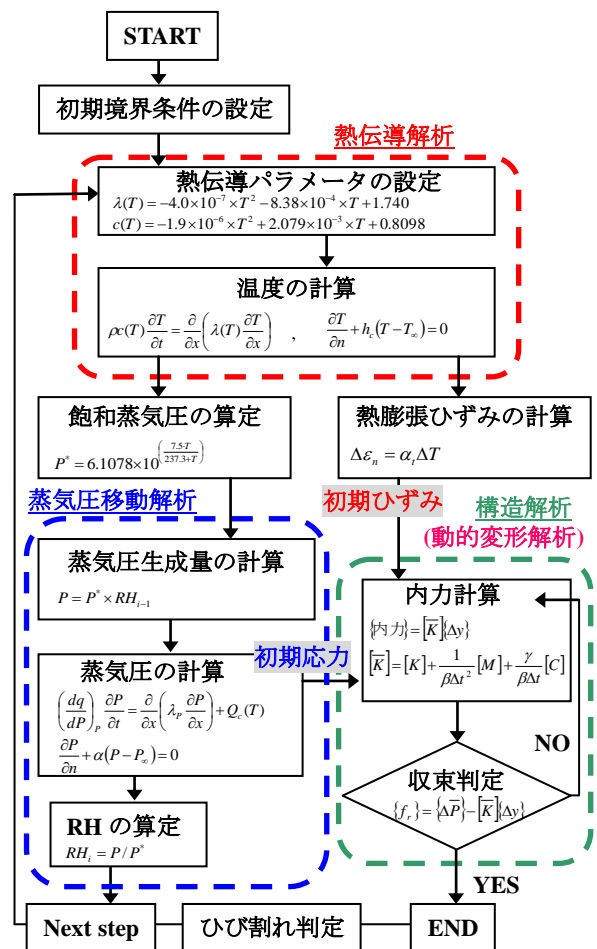 START
初期境界条件の設定
熱伝導解析
熱伝導パラメータの設定
λ(T) = −4.0×10⁻⁷×T² −8.38×10⁻⁴×T +1.740
c(T) = −1.9×10⁻⁶×T² + 2.079×10⁻³×T + 0.8098
温度の計算
ρc(T) ∂T/∂t = ∂/∂x (λ(T) ∂T/∂x) , ∂T/∂n + h_c(T−T_∞) = 0
飽和蒸気圧の算定
P* = 6.1078×10^(7.5·T/(237.3+T))
熱膨張ひずみの計算
Δε_n = α_t ΔT
蒸気圧移動解析
初期ひずみ
構造解析
(動的変形解析)
蒸気圧生成量の計算
P = P* × RH_{i−1}
内力計算
{内力} = [K̅]{Δy}
[K̅] = [K] + 1/(βΔt²) [M] + γ/(βΔt) [C]
初期応力
蒸気圧の計算
(dq/dP)_P ∂P/∂t = ∂/∂x (λ_P ∂P/∂x) + Q_c(T)
∂P/∂n + α(P−P_∞) = 0
NO
収束判定
{f_r} = {ΔP̅} − [K̅]{Δy}
RH の算定
RH_i = P / P*
YES
Next step
ひび割れ判定
END